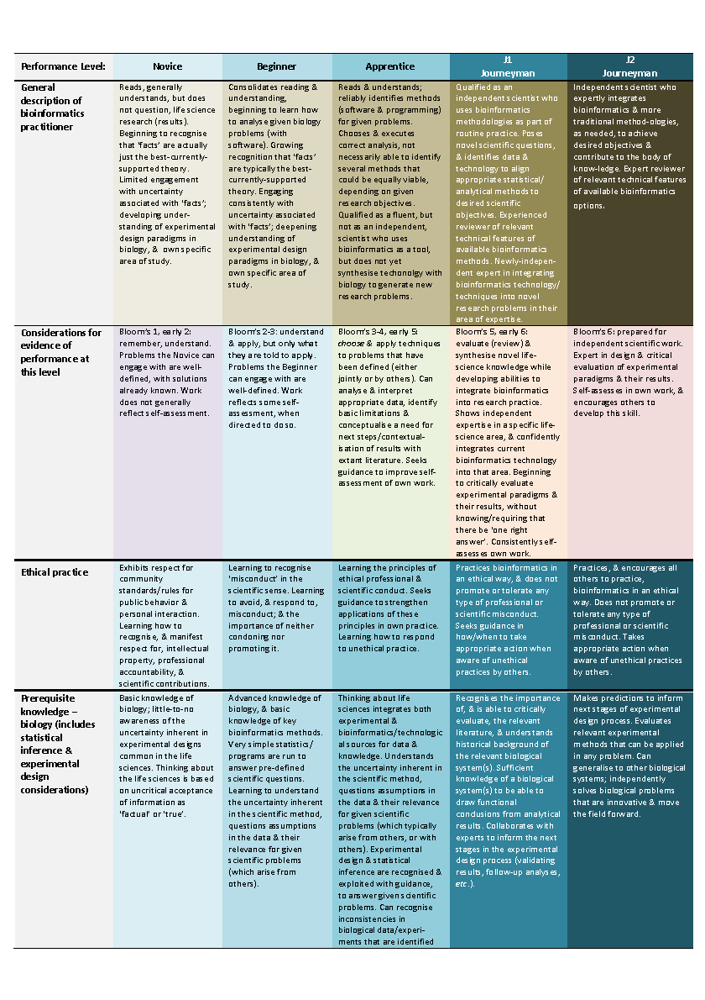 Performance Level:
Novice
Beginner
Apprentice
J1
Journeyman
J2
Journeyman
General
description of
bioinformatics
practitioner
Reads, generally
understands, but does
not question, life science
research (results).
Beginning to recognise
that 'facts' are actually
just the best-currently-
supported theory.
Limited engagement
with uncertainty
associated with 'facts';
developing under-
standing of experimental
design paradigms in
biology, & own specific
area of study.
Consolidates reading &
understanding,
beginning to learn how
to analyse given biology
problems (with
software). Growing
recognition that 'facts'
are typically the best-
currently-supported
theory. Engaging
consistently with
uncertainty associated
with 'facts'; deepening
understanding of
experimental design
paradigms in biology, &
own specific area of
study.
Reads & understands;
reliably identifies methods
(software & programming)
for given problems.
Chooses & executes
correct analysis, not
necessarily able to identify
several methods that
could be equally viable,
depending on given
research objectives.
Qualified as a fluent, but
not as an independent,
scientist who uses
bioinformatics as a tool,
but does not yet
synthesise techonolgy with
biology to generate new
research problems.
Qualified as an
independent scientist who
uses bioinformatics
methodologies as part of
routine practice. Poses
novel scientific questions,
& identifies data &
technology to align
appropriate statistical/
analytical methods to
desired scientific
objectives. Experienced
reviewer of relevant
technical features of
available bioinformatics
methods. Newly-indepen-
dent expert in integrating
bioinformatics technology/
techniques into novel
research problems in their
area of expertise.
Independent scientist who
expertly integrates
bioinformatics & more
traditional method-ologies,
as needed, to achieve
desired objectives &
contribute to the body of
know-ledge. Expert reviewer
of relevant technical features
of available bioinformatics
options.
Considerations for
evidence of
performance at
this level
Bloom's 1, early 2:
remember, understand.
Problems the Novice can
engage with are well-
defined, with solutions
already known. Work
does not generally
reflect self-assessment.
Bloom's 2-3: understand
& apply, but only what
they are told to apply.
Problems the Beginner
can engage with are
well-defined. Work
reflects some self-
assessment, when
directed to do so.
Bloom's 3-4, early 5:
choose & apply techniques
to problems that have
been defined (either
jointly or by others). Can
analyse & interpret
appropriate data, identify
basic limitations &
conceptualise a need for
next steps/contextual-
isation of results with
extant literature. Seeks
guidance to improve self-
assessment of own work.
Bloom's 5, early 6:
evaluate (review) &
synthesise novel life-
science knowledge while
developing abilities to
integrate bioinformatics
into research practice.
Shows independent
expertise in a specific life-
science area, & confidently
integrates current
bioinformatics technology
into that area. Beginning
to critically evaluate
experimental paradigms &
their results, without
knowing/requiring that
there be 'one right
answer'. Consistently self-
assesses own work.
Bloom's 6: prepared for
independent scientific work.
Expert in design & critical
evaluation of experimental
paradigms & their results.
Self-assesses in own work, &
encourages others to
develop this skill.
Ethical practice
Exhibits respect for
community
standards/rules for
public behavior &
personal interaction.
Learning how to
recognise, & manifest
respect for, intellectual
property, professional
accountability, &
scientific contributions.
Learning to recognise
'misconduct' in the
scientific sense. Learning
to avoid, & respond to,
misconduct; & the
importance of neither
condoning nor
promoting it.
Learning the principles of
ethical professional &
scientific conduct. Seeks
guidance to strengthen
applications of these
principles in own practice.
Learning how to respond
to unethical practice.
Practices bioinformatics in
an ethical way, & does not
promote or tolerate any
type of professional or
scientific misconduct.
Seeks guidance in
how/when to take
appropriate action when
aware of unethical
practices by others.
Practices, & encourages all
others to practice,
bioinformatics in an ethical
way. Does not promote or
tolerate any type of
professional or scientific
misconduct. Takes
appropriate action when
aware of unethical practices
by others.
Prerequisite
knowledge –
biology (includes
statistical
inference &
experimental
design
considerations)
Basic knowledge of
biology; little-to-no
awareness of the
uncertainty inherent in
experimental designs
common in the life
sciences. Thinking about
the life sciences is based
on uncritical acceptance
of information as
'factual' or 'true'.
Advanced knowledge of
biology, & basic
knowledge of key
bioinformatics methods.
Very simple statistics/
programs are run to
answer pre-defined
scientific questions.
Learning to understand
the uncertainty inherent
in the scientific method,
questions assumptions
in the data & their
relevance for given
scientific problems
(which arise from
others).
Thinking about life
sciences integrates both
experimental &
bioinformatics/technologic
al sources for data &
knowledge. Understands
the uncertainty inherent in
the scientific method,
questions assumptions in
the data & their relevance
for given scientific
problems (which typically
arise from others, or with
others). Experimental
design & statistical
inference are recognised &
exploited with guidance,
to answer given scientific
problems. Can recognise
inconsistencies in
biological data/experi-
ments that are identified
Recognises the importance
of, & is able to critically
evaluate, the relevant
literature, & understands
historical background of
the relevant biological
system(s). Sufficient
knowledge of a biological
system(s) to be able to
draw functional
conclusions from analytical
results. Collaborates with
experts to inform the next
stages in the experimental
design process (validating
results, follow-up analyses,
etc.).
Makes predictions to inform
next stages of experimental
design process. Evaluates
relevant experimental
methods that can be applied
in any problem. Can
generalise to other biological
systems; independently
solves biological problems
that are innovative & move
the field forward.